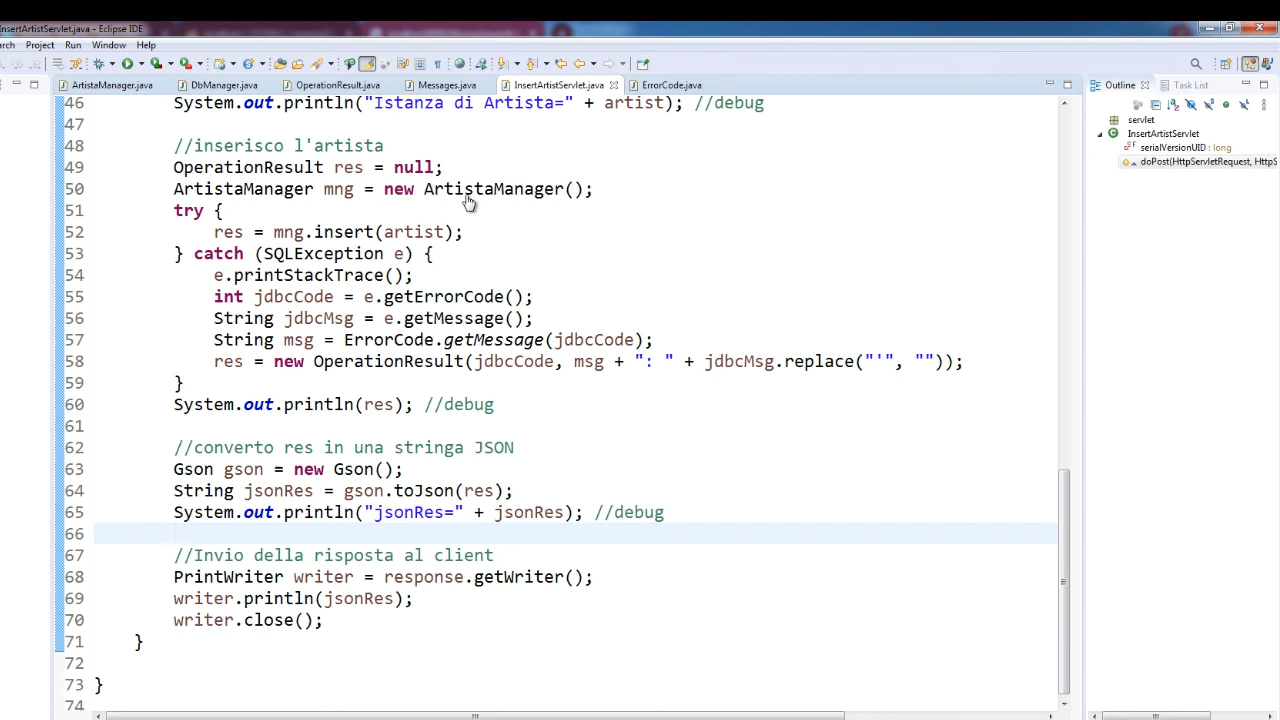 InsertArtistServlet.java - Eclipse IDE
arch Project Run Window Help
ArtistaManager.java DbManager.java OperationResult.java Messages.java InsertArtistServlet.java ErrorCode.java
Outline Task List
servlet
InsertArtistServlet
serialVersionUID : long
doPost(HttpServletRequest, HttpS
46 System.out.println("Istanza di Artista=" + artist); //debug
47
48 //inserisco l'artista
49 OperationResult res = null;
50 ArtistaManager mng = new ArtistaManager();
51 try {
52 res = mng.insert(artist);
53 } catch (SQLException e) {
54 e.printStackTrace();
55 int jdbcCode = e.getErrorCode();
56 String jdbcMsg = e.getMessage();
57 String msg = ErrorCode.getMessage(jdbcCode);
58 res = new OperationResult(jdbcCode, msg + ": " + jdbcMsg.replace("'", ""));
59 }
60 System.out.println(res); //debug
61
62 //converto res in una stringa JSON
63 Gson gson = new Gson();
64 String jsonRes = gson.toJson(res);
65 System.out.println("jsonRes=" + jsonRes); //debug
66
67 //Invio della risposta al client
68 PrintWriter writer = response.getWriter();
69 writer.println(jsonRes);
70 writer.close();
71 }
72
73 }
74